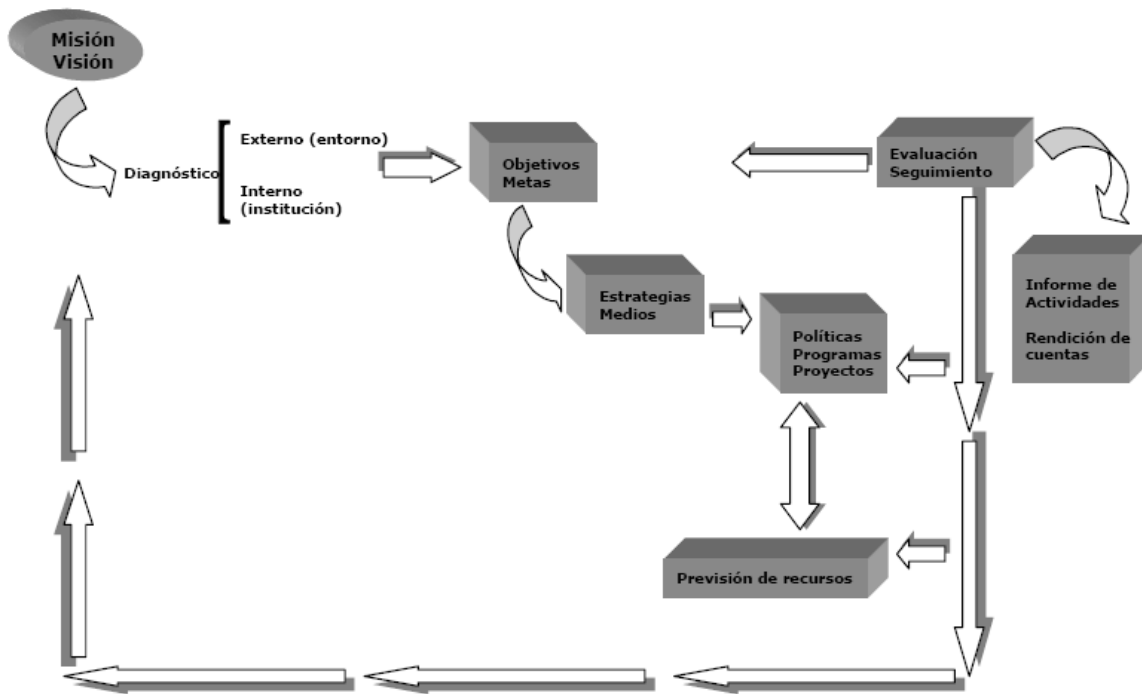 Misión
Visión
Diagnóstico
Externo (entorno)
Interno
(institución)
Objetivos
Metas
Estrategias
Medios
Políticas
Programas
Proyectos
Previsión de recursos
Evaluación
Seguimiento
Informe de
Actividades
Rendición de
cuentas